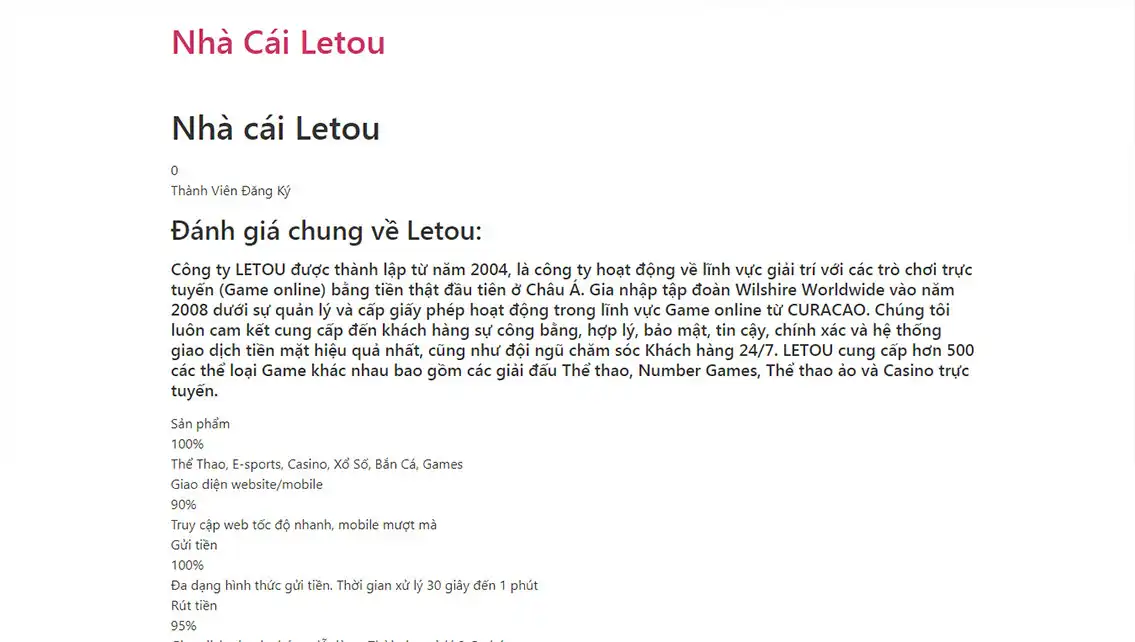 Nhà Cái Letou
Nhà cái Letou
0
Thành Viên Đăng Ký
Đánh giá chung về Letou:
Công ty LETOU được thành lập từ năm 2004, là công ty hoạt động về lĩnh vực giải trí với các trò chơi trực
tuyến (Game online) bằng tiền thật đầu tiên ở Châu Á. Gia nhập tập đoàn Wilshire Worldwide vào năm
2008 dưới sự quản lý và cấp giấy phép hoạt động trong lĩnh vực Game online từ CURACAO. Chúng tôi
luôn cam kết cung cấp đến khách hàng sự công bằng, hợp lý, bảo mật, tin cậy, chính xác và hệ thống
giao dịch tiền mặt hiệu quả nhất, cũng như đội ngũ chăm sóc Khách hàng 24/7. LETOU cung cấp hơn 500
các thể loại Game khác nhau bao gồm các giải đấu Thể thao, Number Games, Thể thao ảo và Casino trực
tuyến.
Sản phẩm
100%
Thể Thao, E-sports, Casino, Xổ Số, Bắn Cá, Games
Giao diện website/mobile
90%
Truy cập web tốc độ nhanh, mobile mượt mà
Gửi tiền
100%
Đa dạng hình thức gửi tiền. Thời gian xử lý 30 giây đến 1 phút
Rút tiền
95%